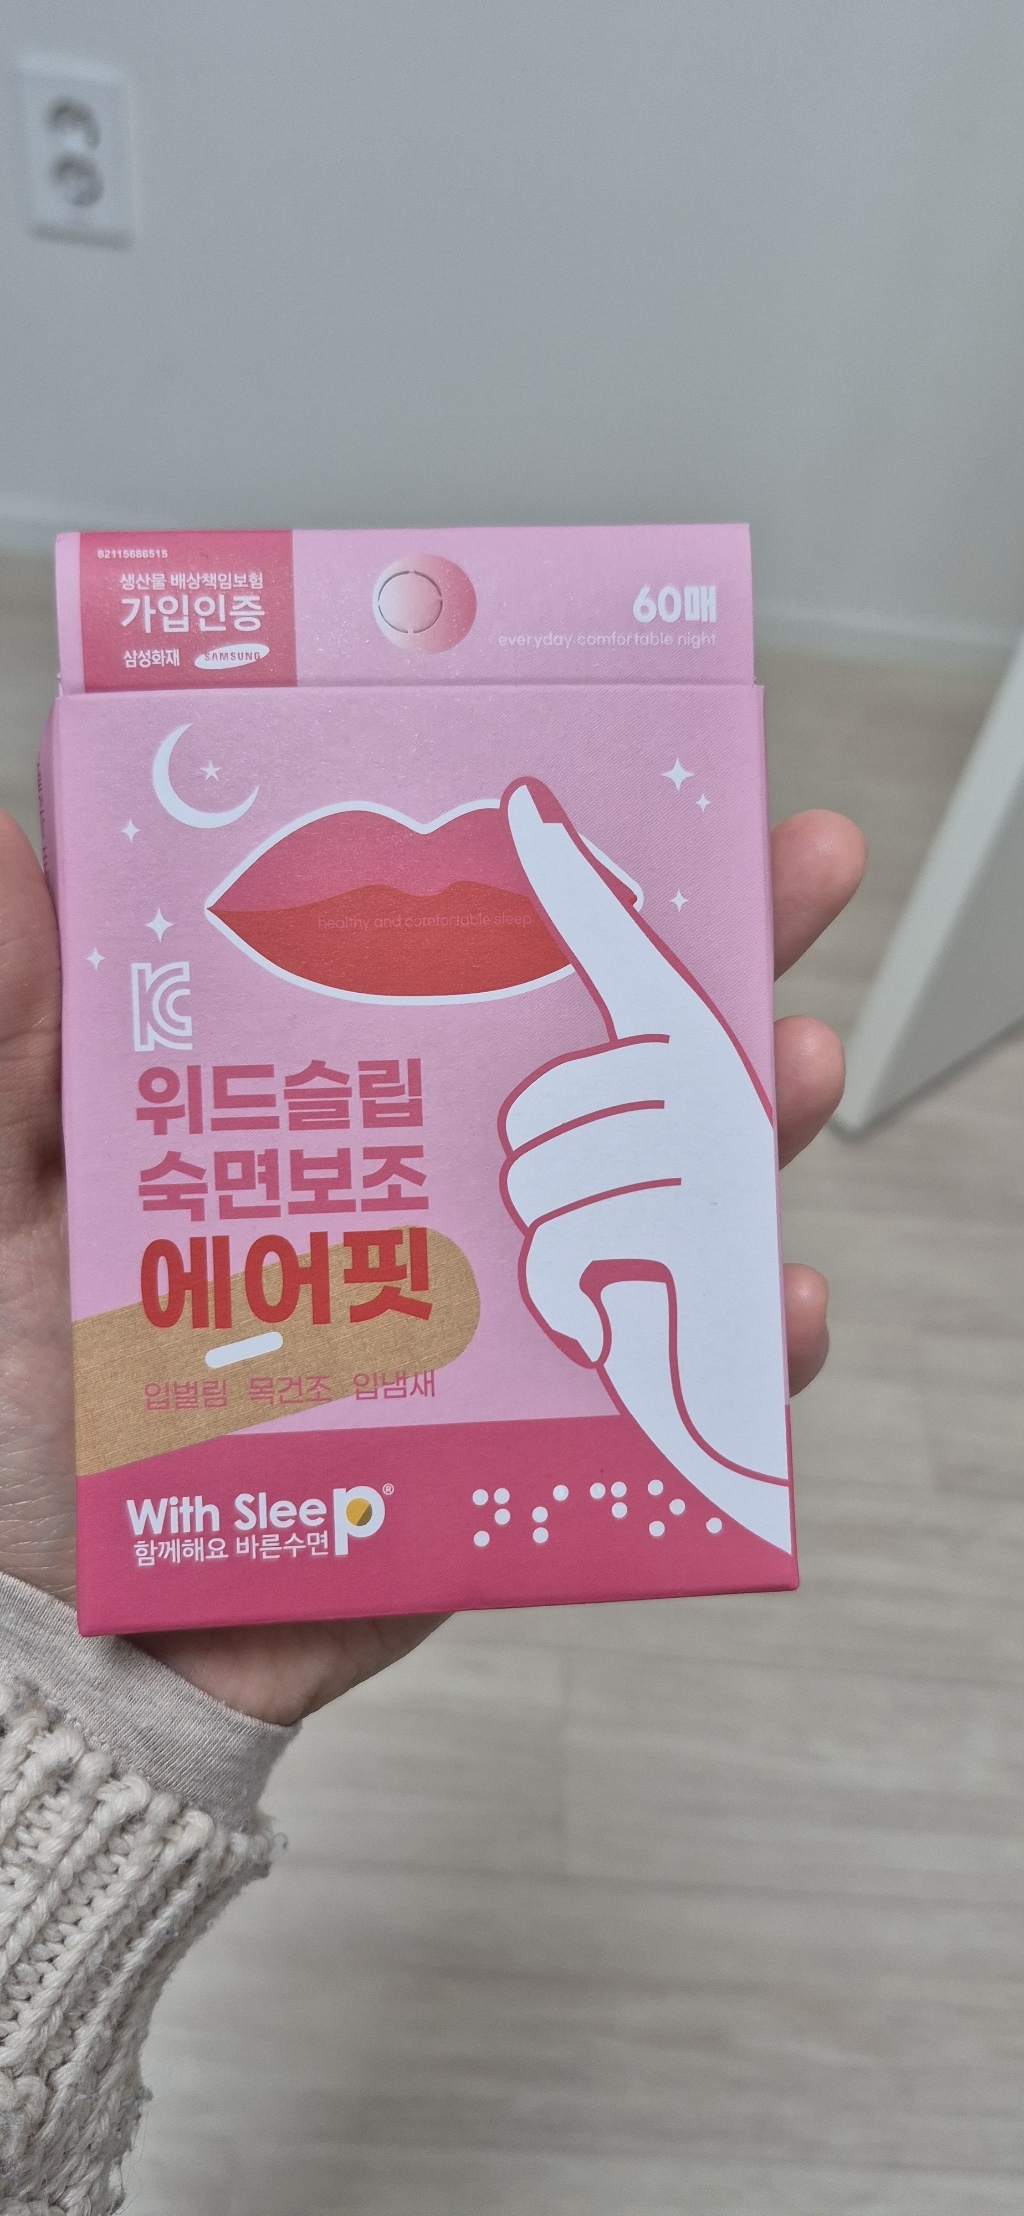 82115686515
생산물 배상책임보험
가입인증
삼성화재 SAMSUNG
60매
everyday comfortable night
healthy and comfortable sleep
KC
위드슬립
숙면보조
에어핏
입벌림 목건조 입냄새
With Sleep®
함께해요 바른수면